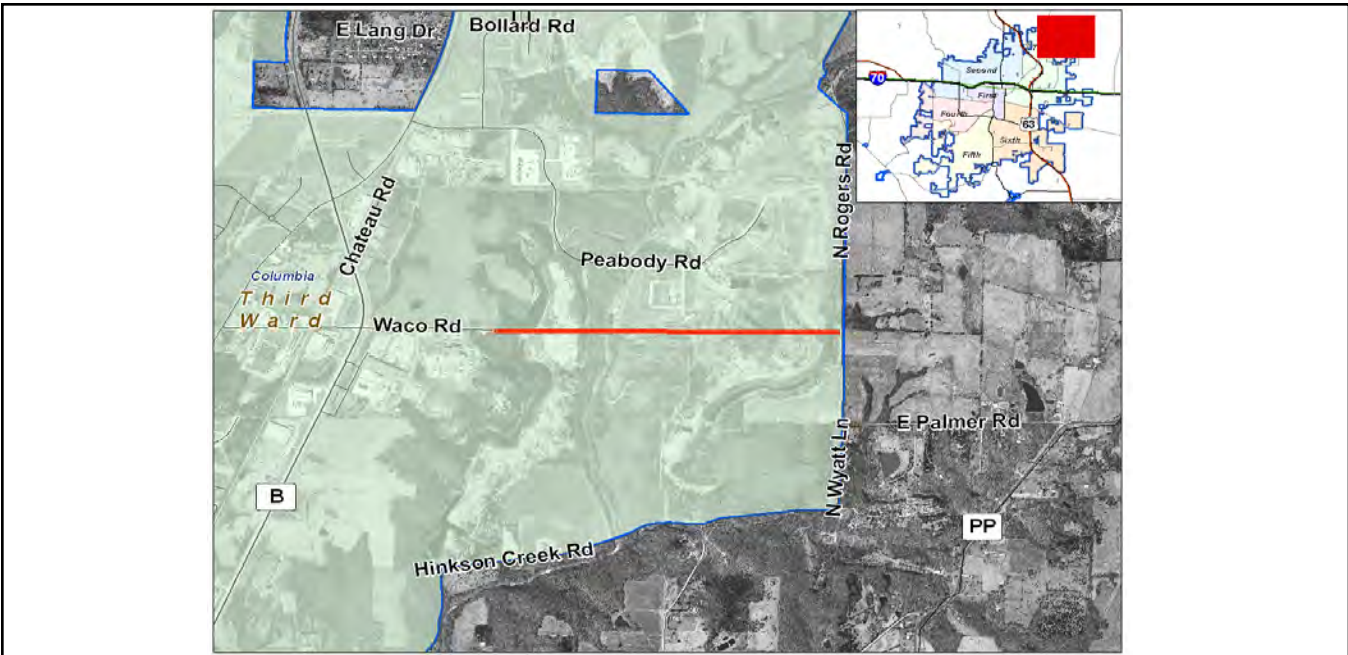 E Lang Dr
Bollard Rd
Second
70
First
Fourth
63
Sixth
Fifth
Chateau Rd
N Rogers Rd
Peabody Rd
Columbia
Third
Ward
Waco Rd
E Palmer Rd
N Wyatt Ln
B
PP
Hinkson Creek Rd